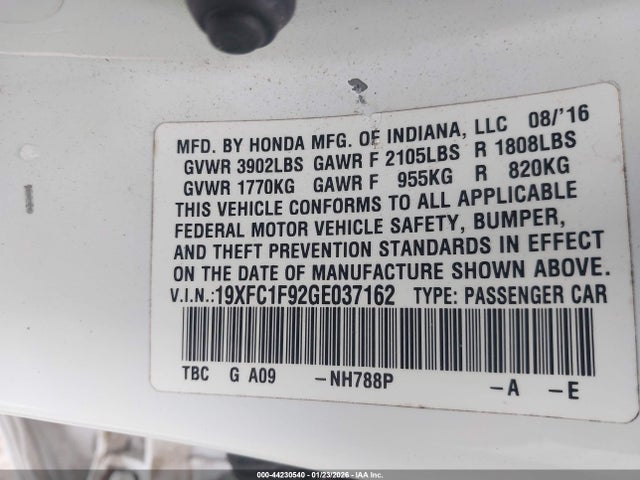 MFD. BY HONDA MFG. OF INDIANA, LLC 08/'16
GVWR 3902LBS GAWR F 2105LBS R 1808LBS
GVWR 1770KG GAWR F 955KG R 820KG
THIS VEHICLE CONFORMS TO ALL APPLICABLE
FEDERAL MOTOR VEHICLE SAFETY, BUMPER,
AND THEFT PREVENTION STANDARDS IN EFFECT
ON THE DATE OF MANUFACTURE SHOWN ABOVE.
V.I.N.:19XFC1F92GE037162 TYPE: PASSENGER CAR
TBC G A09 -NH788P -A -E
000-44230540 - 01/23/2026 - © IAA Inc.